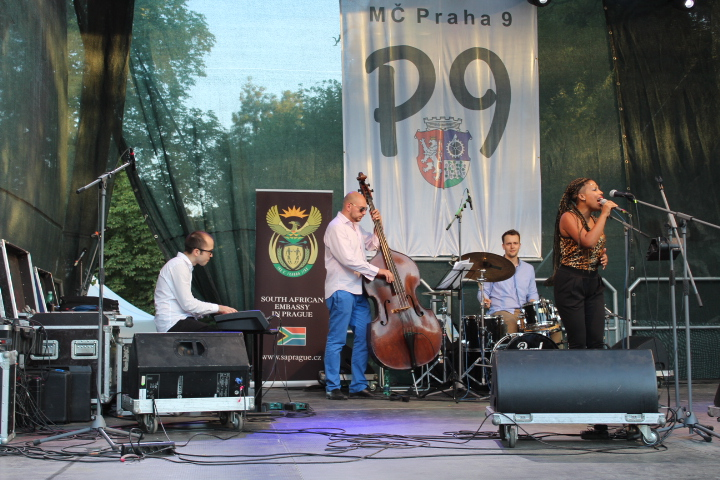 MČ Praha 9
P9
SOUTH AFRICAN
EMBASSY
IN PRAGUE
www.saprague.cz